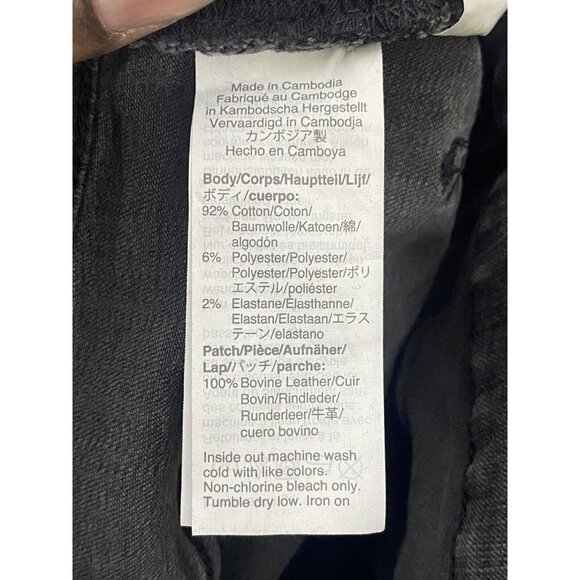 Made in Cambodia
Fabriqué au Cambodge
in Kambodscha Hergestellt
Vervaardigd in Cambodja
カンボジア製
Hecho en Camboya
Body/Corps/Hauptteil/Lijf/
ボディ/cuerpo:
92% Cotton/Coton/
Baumwolle/Katoen/綿/
algodón
6% Polyester/Polyester/
Polyester/Polyester/ポリ
エステル/poliéster
2% Elastane/Élasthanne/
Elastan/Elastaan/エラス
テーン/elastano
Patch/Pièce/Aufnäher/
Lap/パッチ/parche:
100% Bovine Leather/Cuir
Bovin/Rindleder/
Runderleer/牛革/
cuero bovino
Inside out machine wash
cold with like colors.
Non-chlorine bleach only.
Tumble dry low. Iron on